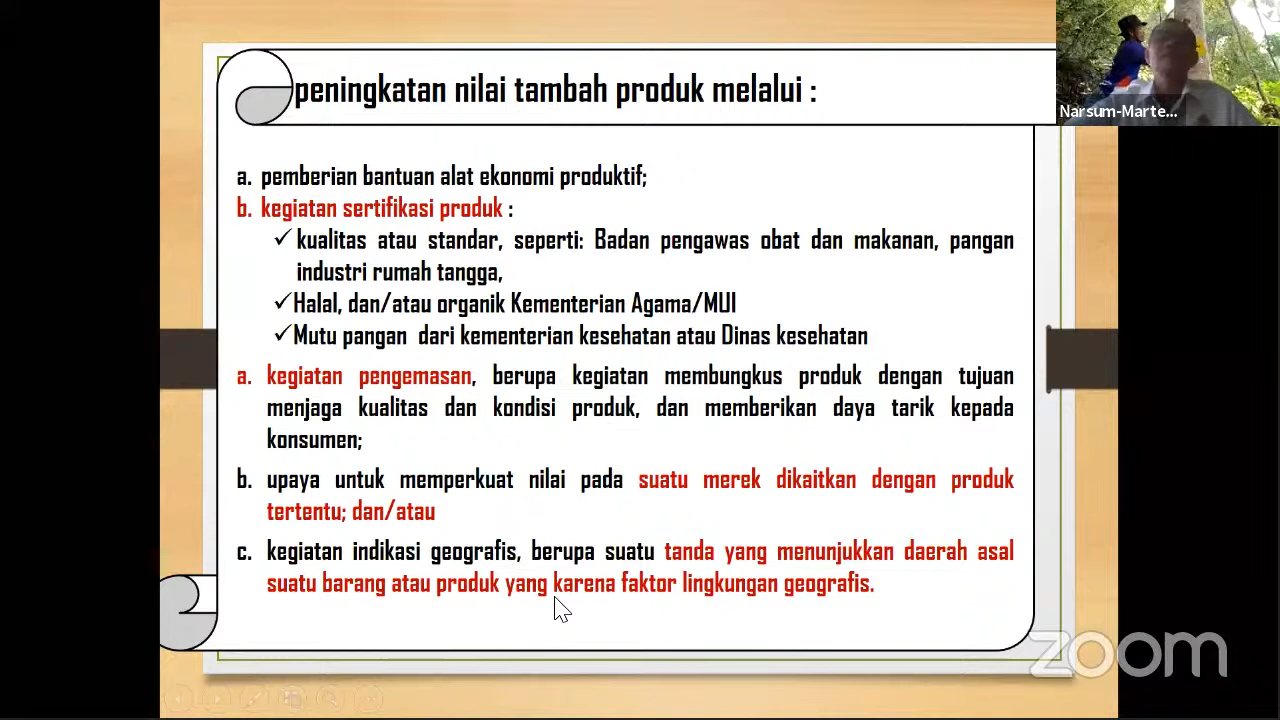 peningkatan nilai tambah produk melalui :
Narsum-Marte...
a. pemberian bantuan alat ekonomi produktif;
b. kegiatan sertifikasi produk :
✓kualitas atau standar, seperti: Badan pengawas obat dan makanan, pangan
industri rumah tangga,
✓Halal, dan/atau organik Kementerian Agama/MUI
✓Mutu pangan dari kementerian kesehatan atau Dinas kesehatan
a. kegiatan pengemasan, berupa kegiatan membungkus produk dengan tujuan
menjaga kualitas dan kondisi produk, dan memberikan daya tarik kepada
konsumen;
b. upaya untuk memperkuat nilai pada suatu merek dikaitkan dengan produk
tertentu; dan/atau
c. kegiatan indikasi geografis, berupa suatu tanda yang menunjukkan daerah asal
suatu barang atau produk yang karena faktor lingkungan geografis.
zoom